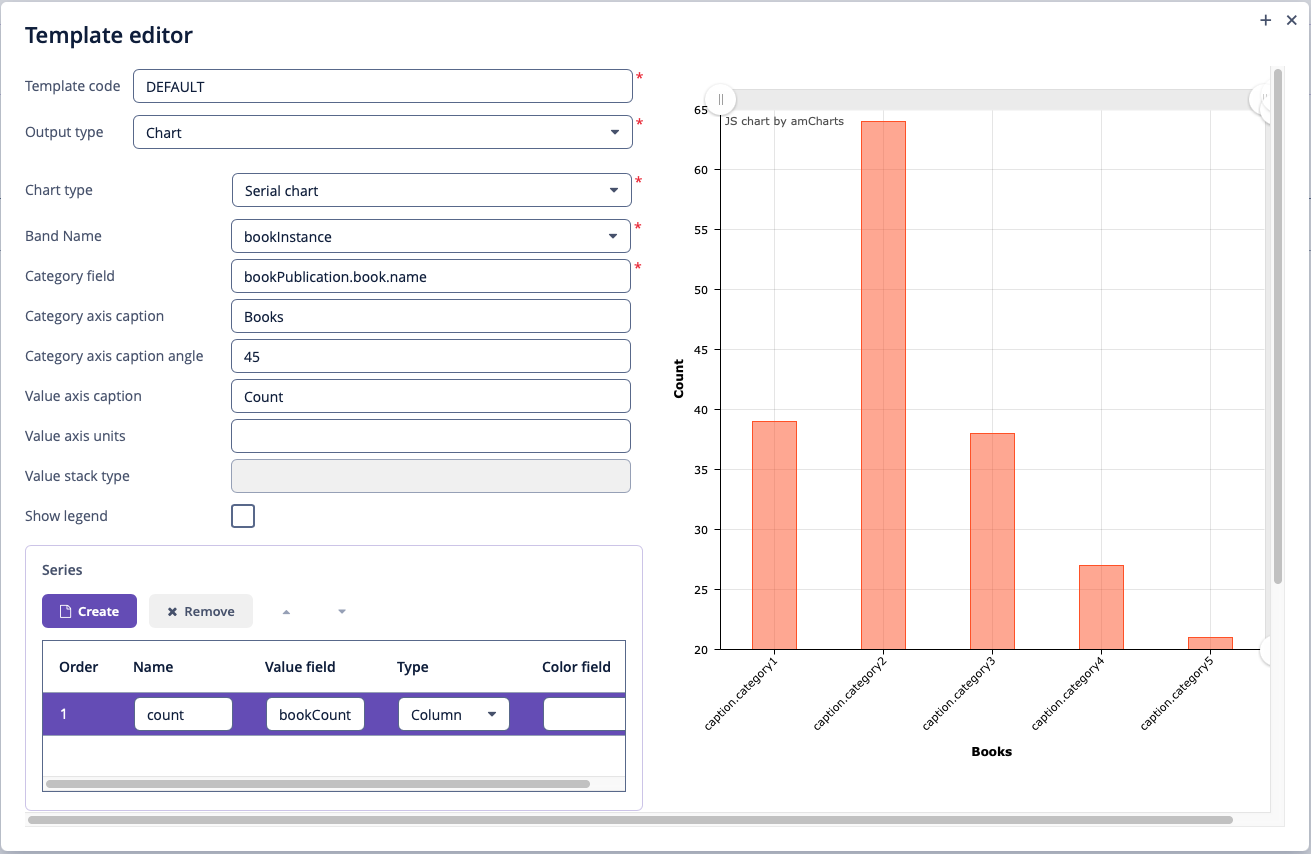 Template editor
Template code
DEFAULT
*
Output type
Chart
*
Chart type
Serial chart
*
Band Name
bookInstance
*
Category field
bookPublication.book.name
*
Category axis caption
Books
Category axis caption angle
45
Value axis caption
Count
Value axis units
Value stack type
Show legend
Series
Create
Remove
Order Name Value field Type Color field
1 count bookCount Column
JS chart by amCharts
65
60
55
50
45
40
35
30
25
20
Count
caption.category1
caption.category2
caption.category3
caption.category4
caption.category5
Books